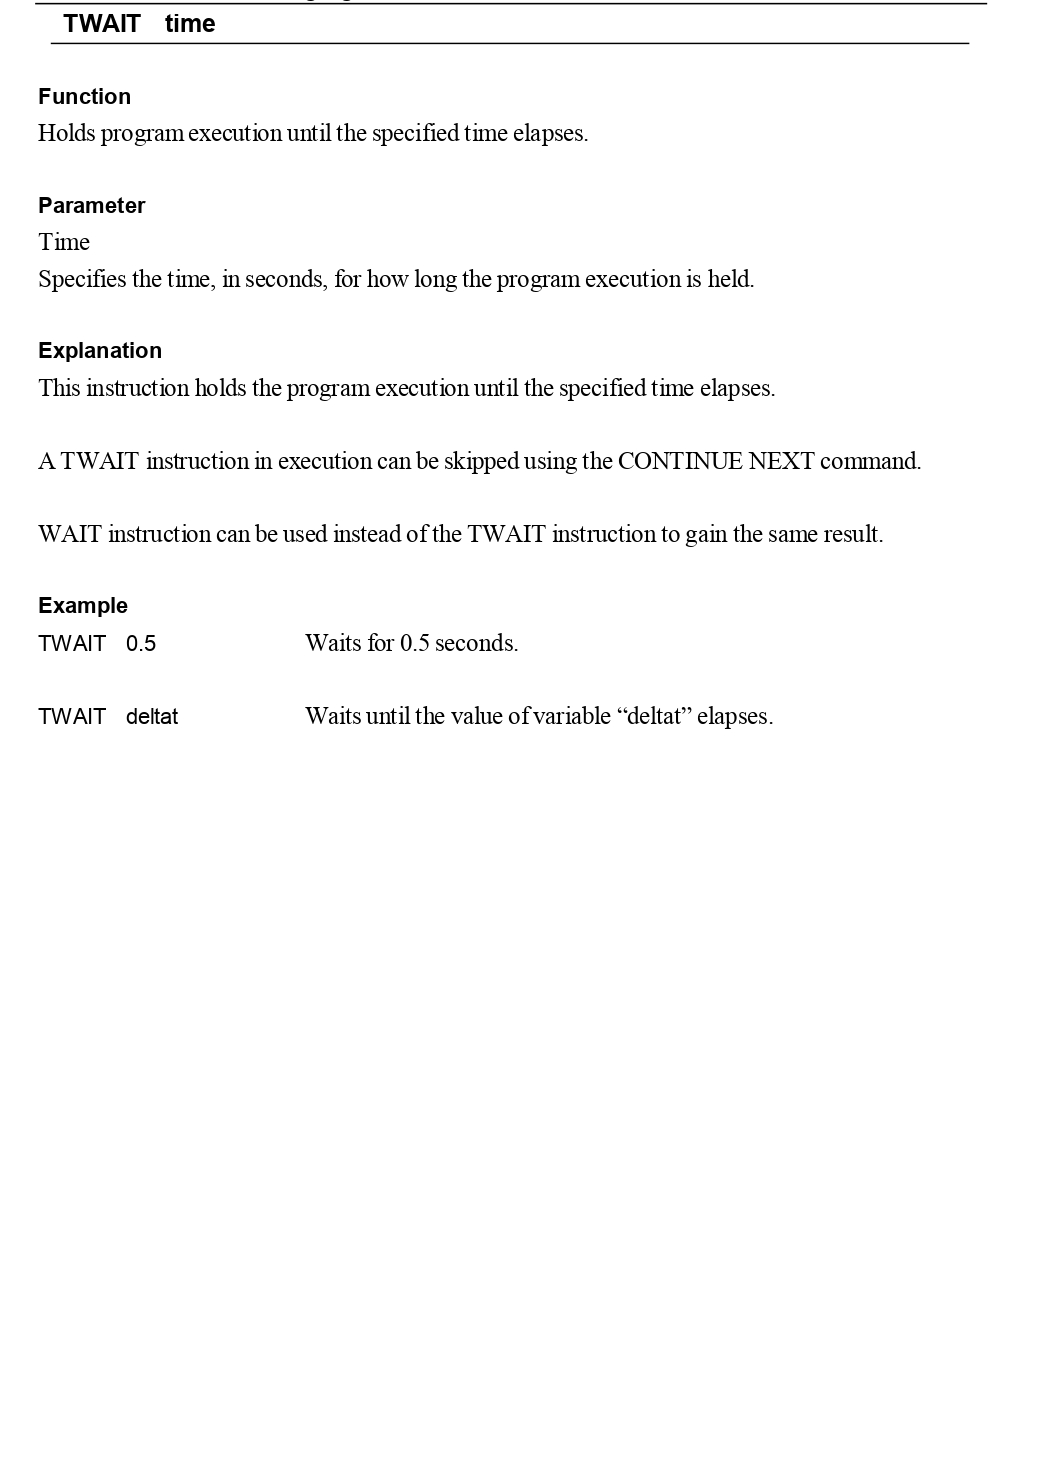 TWAIT time
Function
Holds program execution until the specified time elapses.
Parameter
Time
Specifies the time, in seconds, for how long the program execution is held.
Explanation
This instruction holds the program execution until the specified time elapses.
A TWAIT instruction in execution can be skipped using the CONTINUE NEXT command.
WAIT instruction can be used instead of the TWAIT instruction to gain the same result.
Example
TWAIT 0.5 Waits for 0.5 seconds.
TWAIT deltat Waits until the value of variable “deltat” elapses.